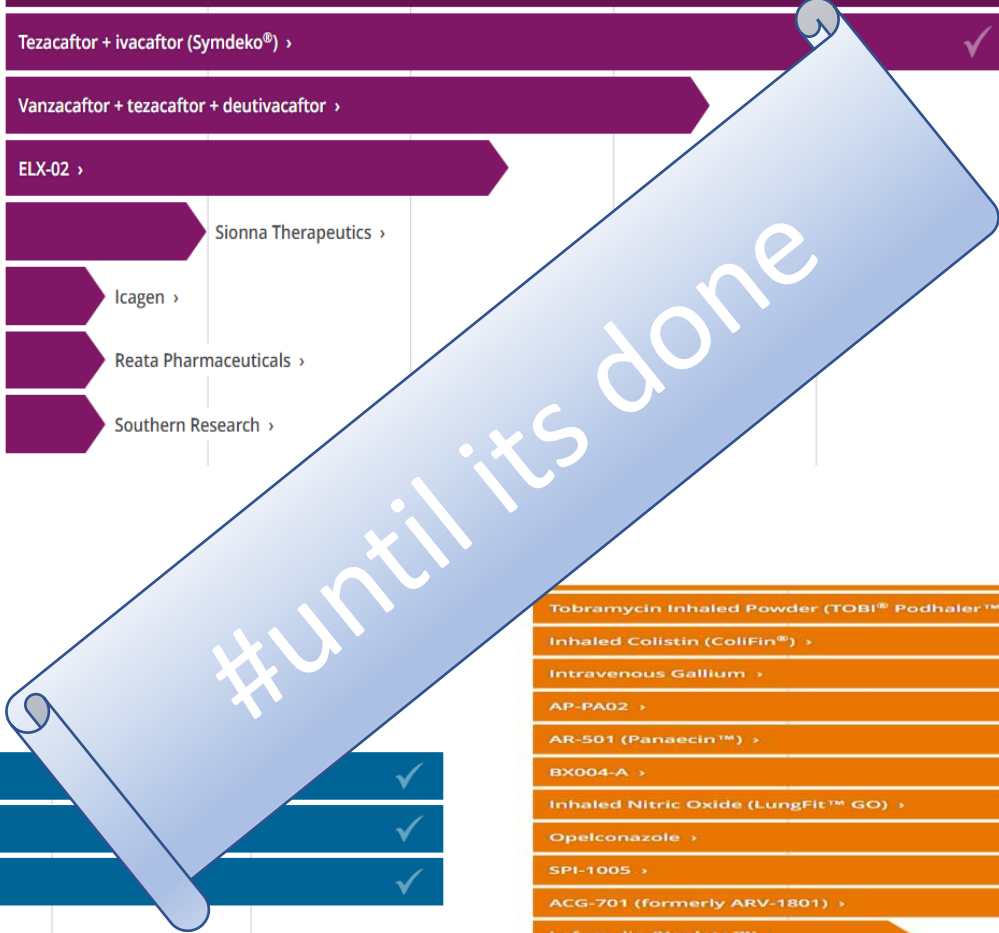 Tezacaftor + ivacaftor (Symdeko®) ›
Vanzacaftor + tezacaftor + deutivacaftor ›
ELX-02 ›
Sionna Therapeutics ›
Icagen ›
Reata Pharmaceuticals ›
Southern Research ›
#until its done
Tobramycin Inhaled Powder (TOBI® Podhaler™
Inhaled Colistin (ColiFin®) ›
Intravenous Gallium ›
AP-PA02 ›
AR-501 (Panaecin™) ›
BX004-A ›
Inhaled Nitric Oxide (LungFit™ GO) ›
Opelconazole ›
SPI-1005 ›
ACG-701 (formerly ARV-1801) ›